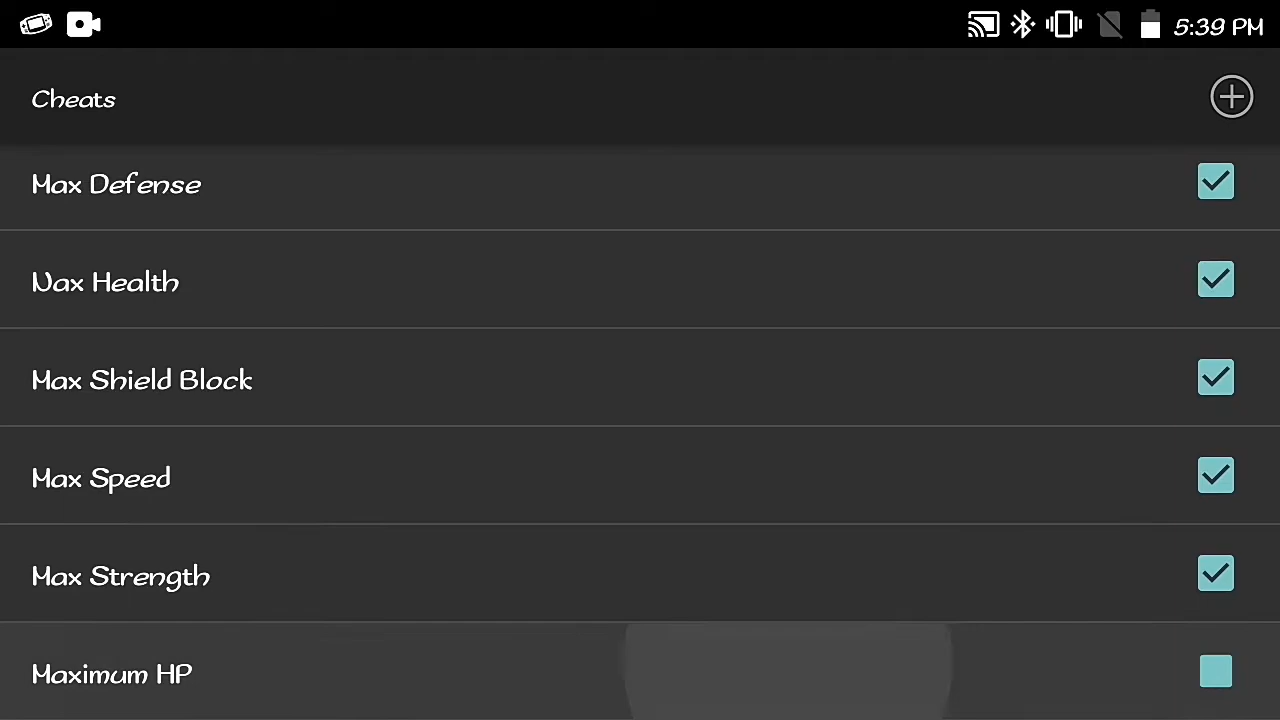 5:39 PM
Cheats
Max Defense
Nax Health
Max Shield Block
Max Speed
Max Strength
Maximum HP